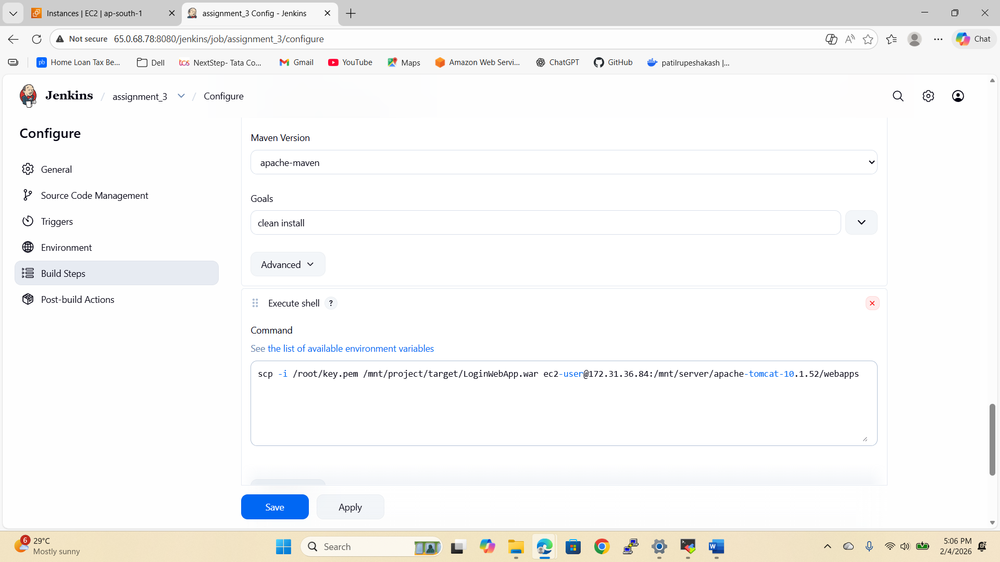 Instances | EC2 | ap-south-1
assignment_3 Config - Jenkins
Not secure 65.0.68.78:8080/jenkins/job/assignment_3/configure
Chat
Home Loan Tax Be...
Dell
tcs NextStep- Tata Co...
Gmail
YouTube
Maps
Amazon Web Servi...
ChatGPT
GitHub
patilrupeshakash |...
Jenkins / assignment_3 / Configure
Configure
General
Source Code Management
Triggers
Environment
Build Steps
Post-build Actions
Maven Version
apache-maven
Goals
clean install
Advanced
Execute shell ?
Command
See the list of available environment variables
scp -i /root/key.pem /mnt/project/target/LoginWebApp.war ec2-user@172.31.36.84:/mnt/server/apache-tomcat-10.1.52/webapps
Save
Apply
6
29°C
Mostly sunny
Search
5:06 PM
2/4/2026